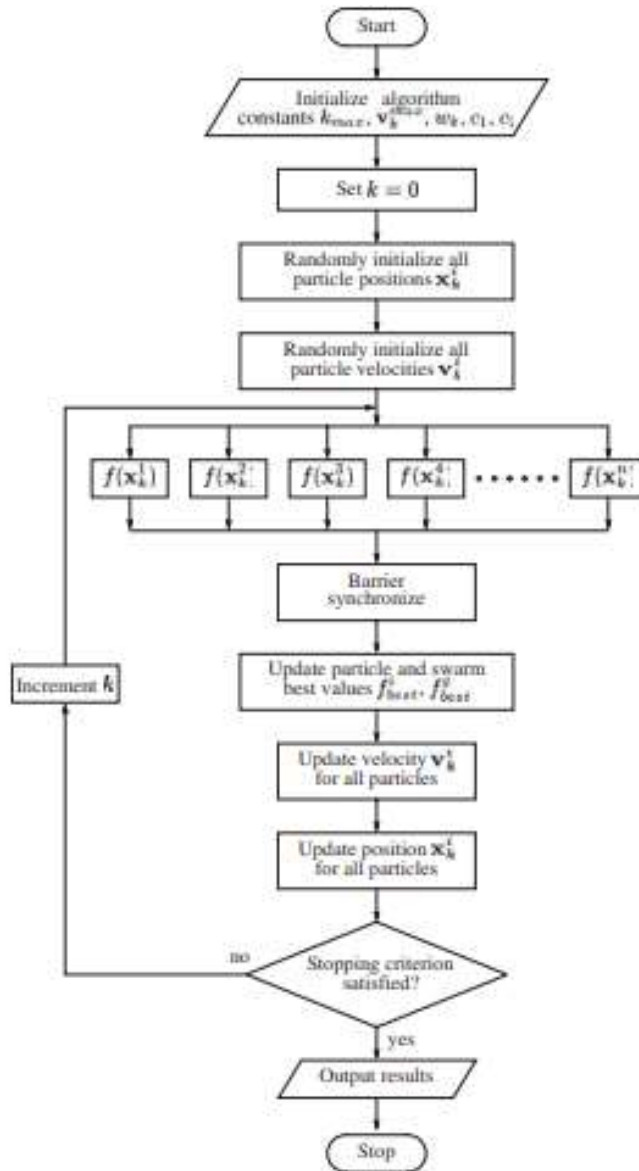 Start
Initialize algorithm
constants k_max, v_k^max, w_k, c_1, c
Set k = 0
Randomly initialize all
particle positions x_k^i
Randomly initialize all
particle velocities v_k^i
f(x_k^1) f(x_k^2 f(x_k^3) f(x_k^4 ...... f(x_k^n
Barrier
synchronize
Update particle and swarm
best values f_best^i, f_best^g
Increment k
Update velocity v_k^i
for all particles
Update position x_k^i
for all particles
no
Stopping criterion
satisfied?
yes
Output results
Stop